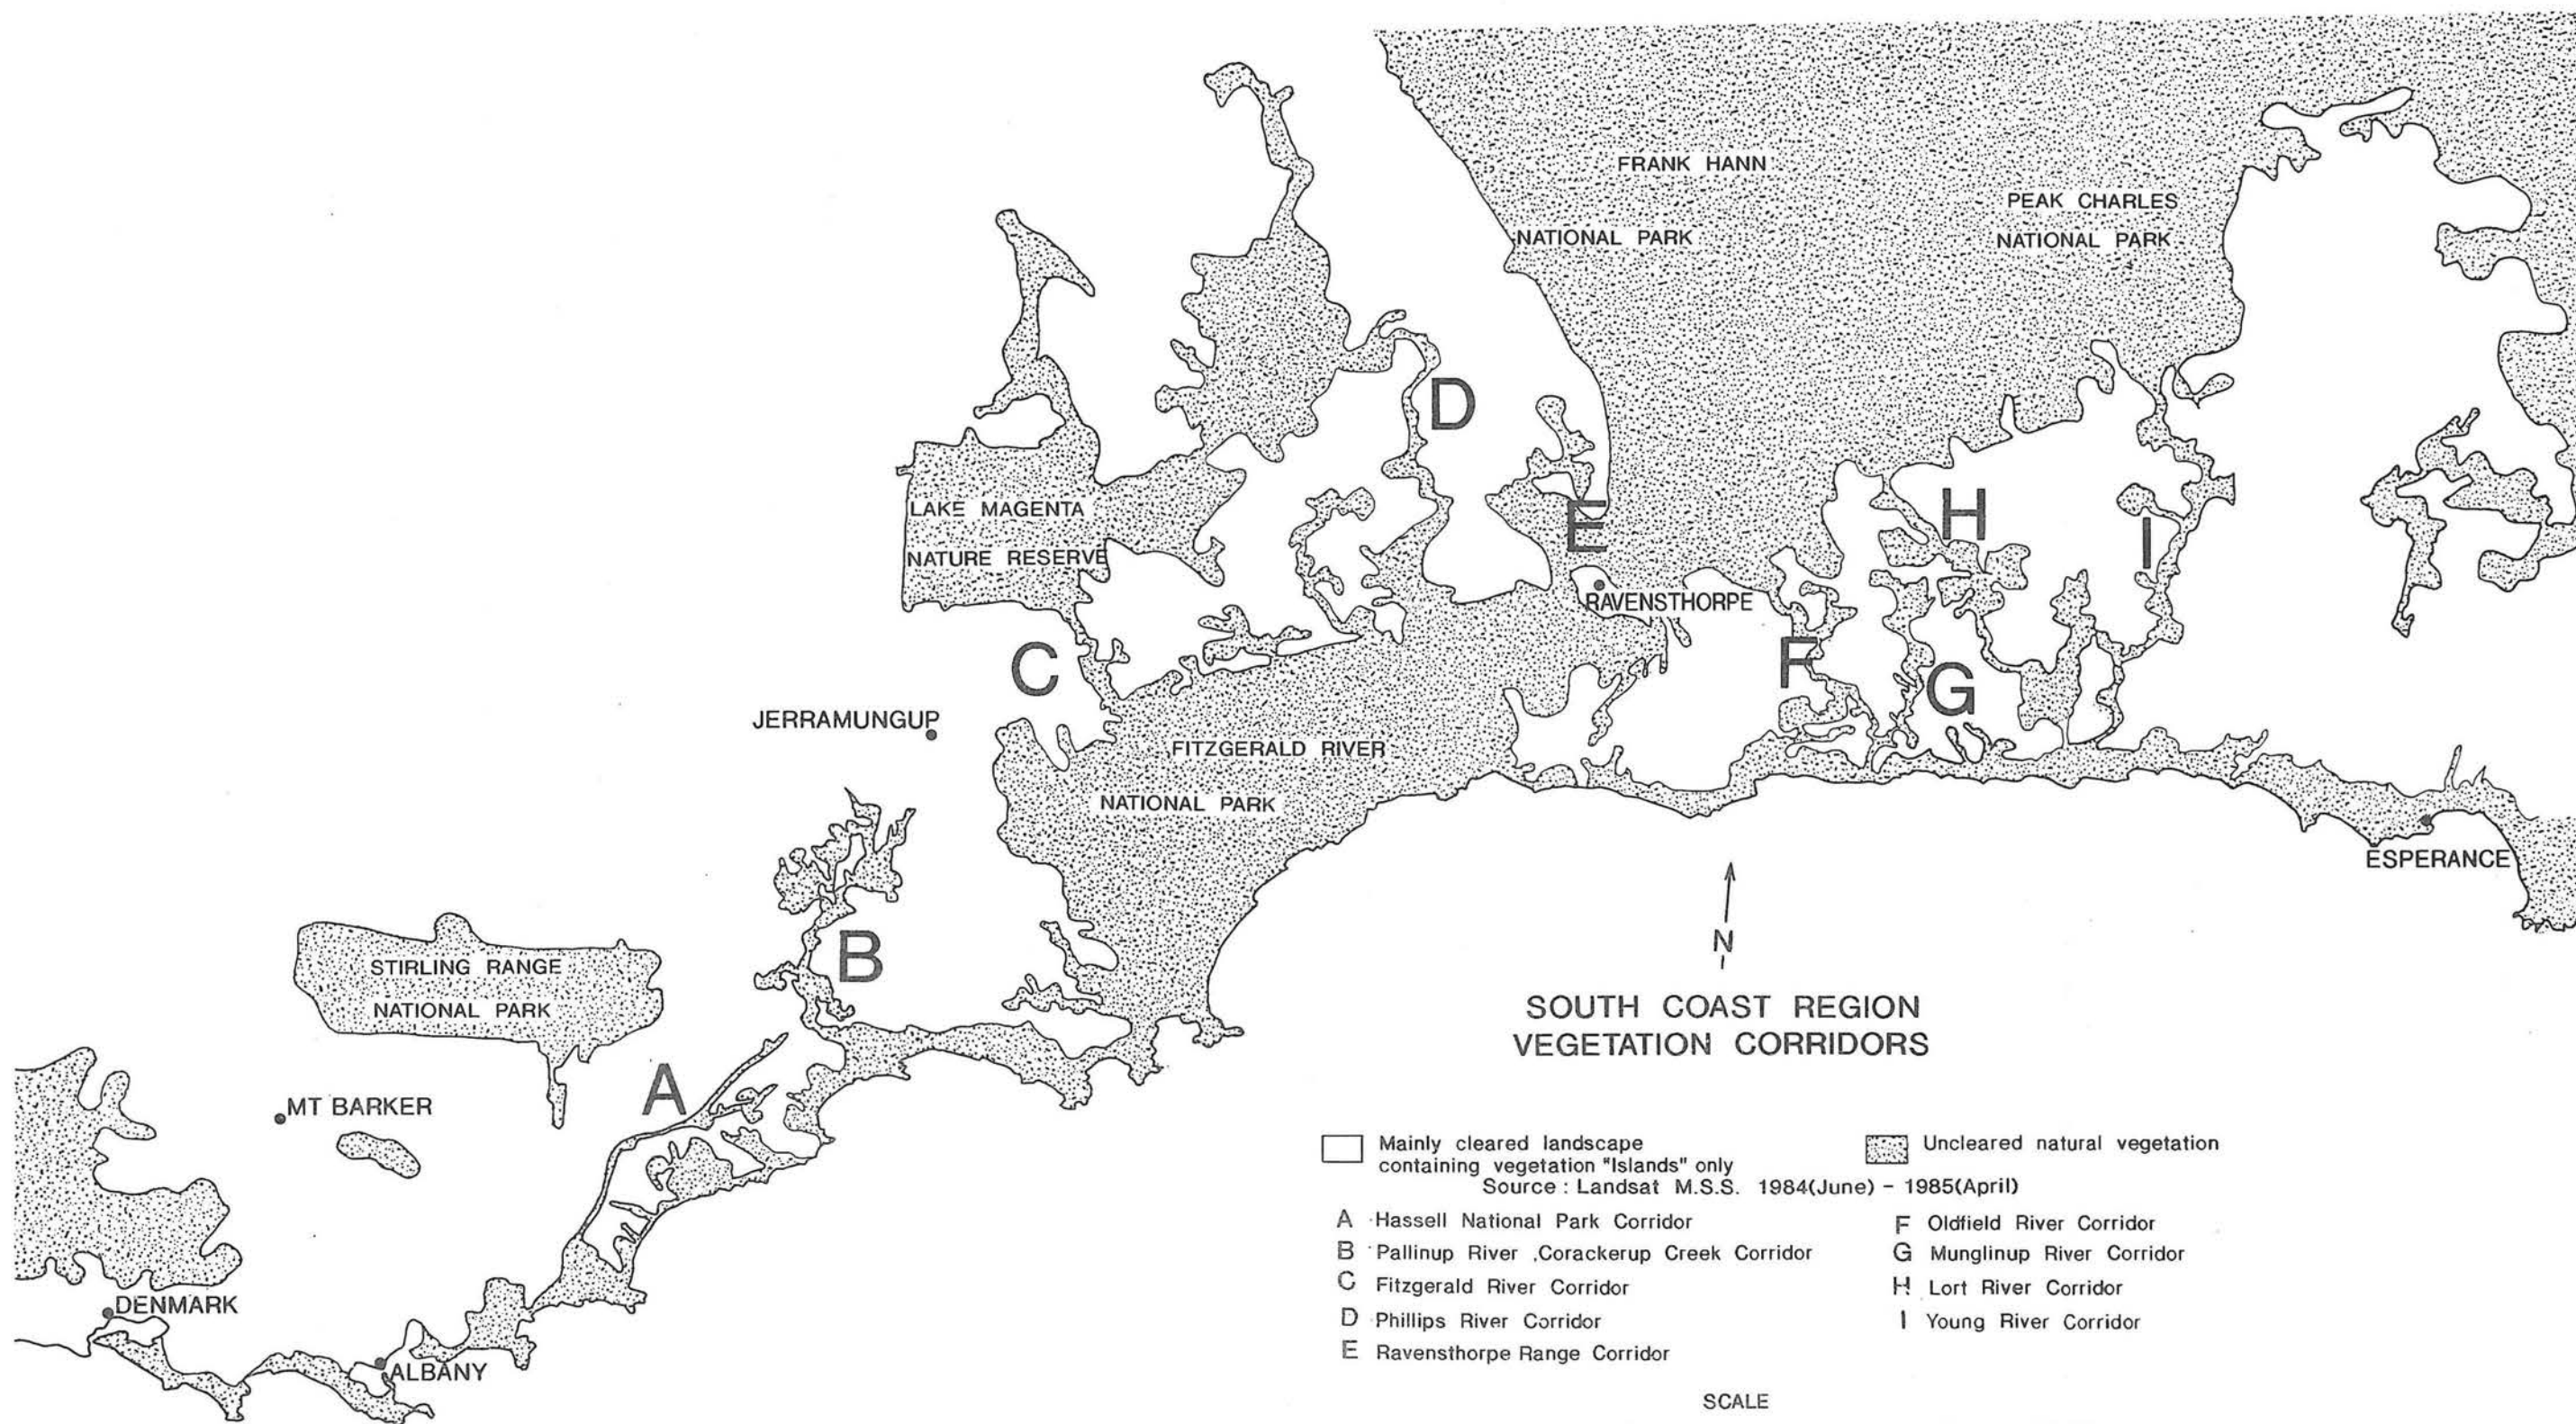 FRANK HANN
NATIONAL PARK
PEAK CHARLES
NATIONAL PARK
D
LAKE MAGENTA
NATURE RESERVE
E
H
I
RAVENSTHORPE
C
F
G
JERRAMUNGUP
FITZGERALD RIVER
NATIONAL PARK
ESPERANCE
B
STIRLING RANGE
NATIONAL PARK
N
A
MT BARKER
DENMARK
ALBANY
SOUTH COAST REGION
VEGETATION CORRIDORS
Mainly cleared landscape
containing vegetation "Islands" only
Uncleared natural vegetation
Source : Landsat M.S.S. 1984(June) - 1985(April)
A Hassell National Park Corridor
B Pallinup River ,Corackerup Creek Corridor
C Fitzgerald River Corridor
D Phillips River Corridor
E Ravensthorpe Range Corridor
F Oldfield River Corridor
G Munglinup River Corridor
H Lort River Corridor
I Young River Corridor
SCALE